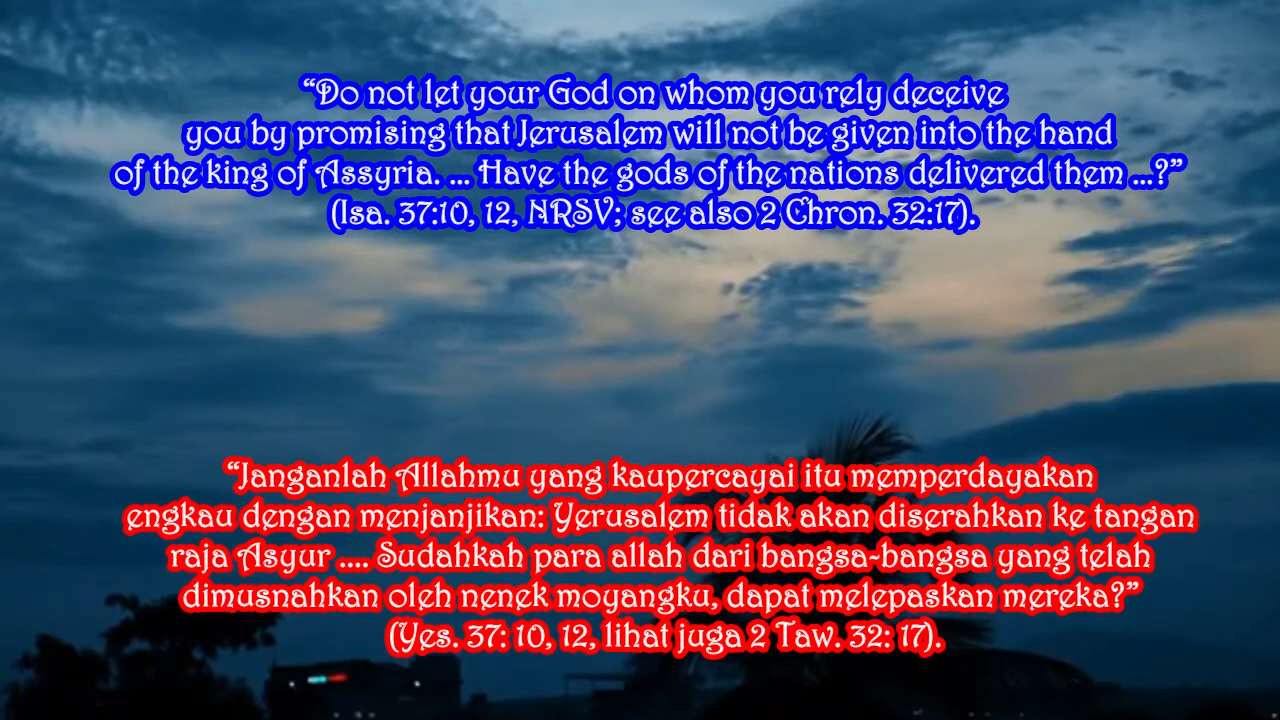 “Do not let your God on whom you rely deceive
you by promising that Jerusalem will not be given into the hand
of the king of Assyria. ... Have the gods of the nations delivered them ...?”
(Isa. 37:10, 12, NRSV; see also 2 Chron. 32:17).
“Janganlah Allahmu yang kaupercayai itu memperdayakan
engkau dengan menjanjikan: Yerusalem tidak akan diserahkan ke tangan
raja Asyur .... Sudahkah para allah dari bangsa-bangsa yang telah
dimusnahkan oleh nenek moyangku, dapat melepaskan mereka?”
(Yes. 37: 10, 12, lihat juga 2 Taw. 32: 17).